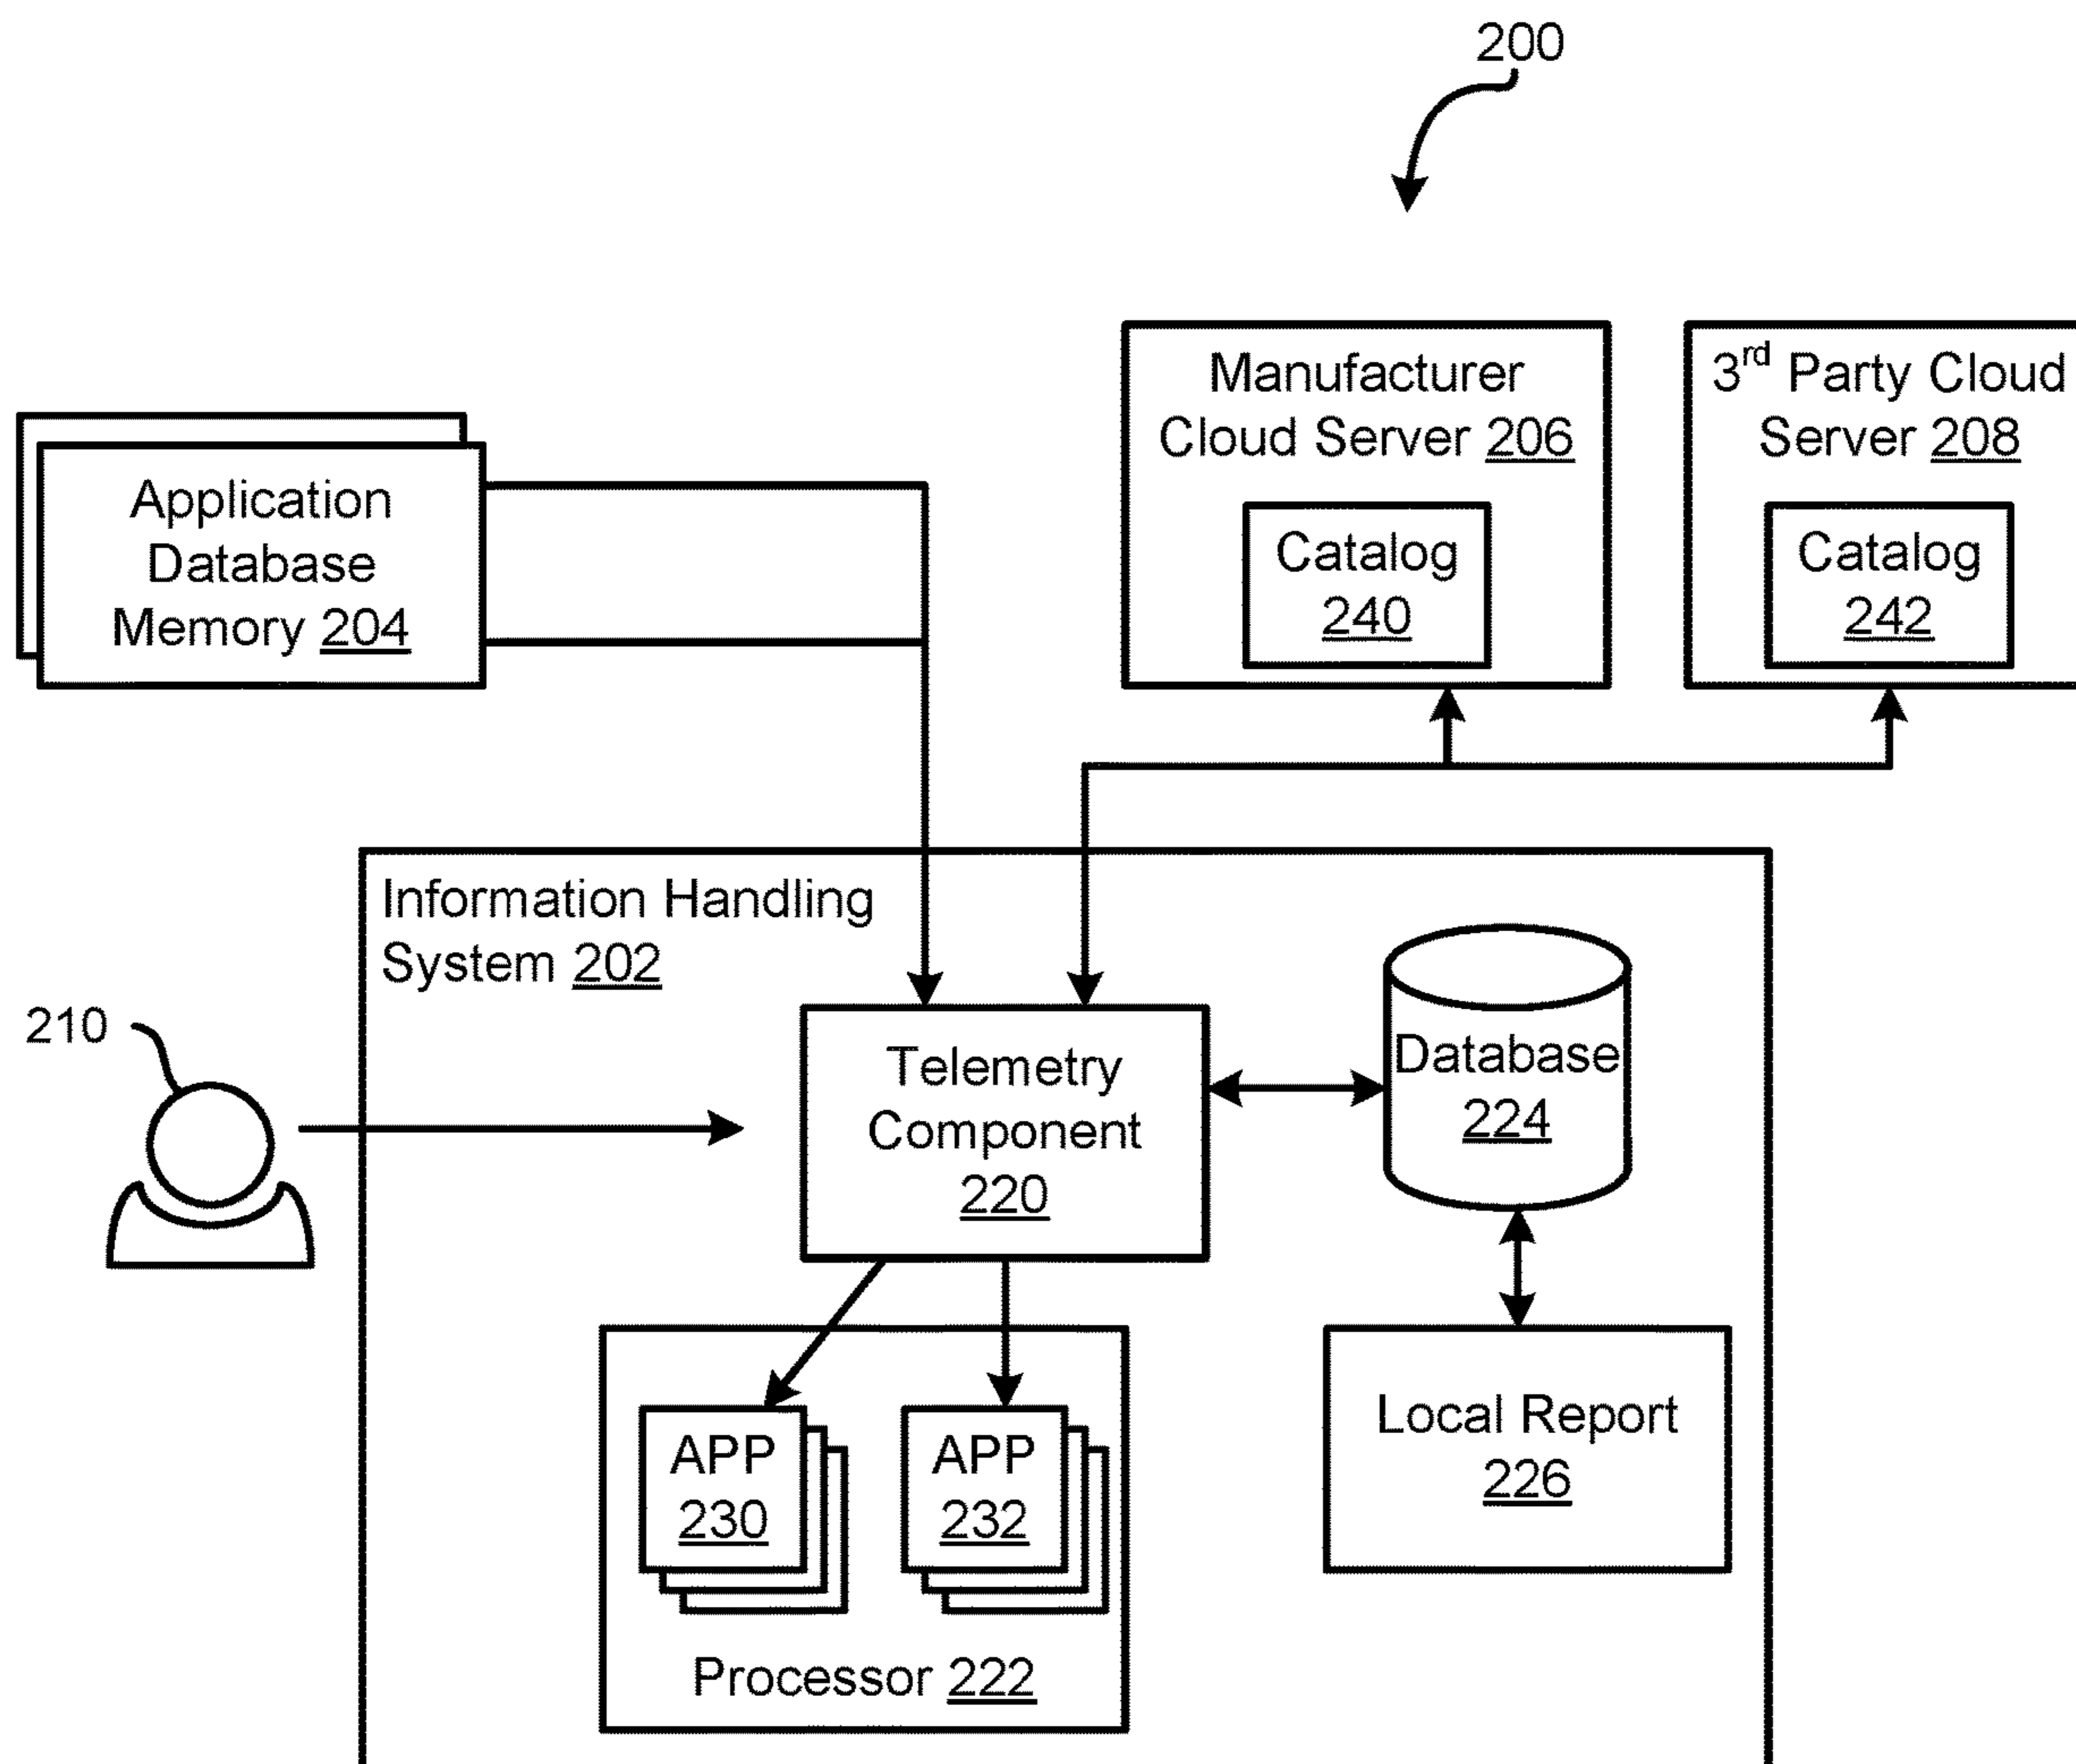 200
Manufacturer
Cloud Server 206
Catalog
240
3rd Party Cloud
Server 208
Catalog
242
Application
Database
Memory 204
Information Handling
System 202
210
Telemetry
Component
220
Database
224
APP
230
APP
232
Processor 222
Local Report
226